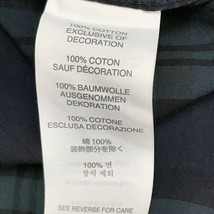 100% COTTON
EXCLUSIVE OF
DECORATION
100% COTON
SAUF DÉCORATION
100% BAUMWOLLE
AUSGENOMMEN
DEKORATION
100% COTONE
ESCLUSA DECORAZIONE
綿 100%
装飾部分を除く
100% 면
장식 제외
SEE REVERSE FOR CARE